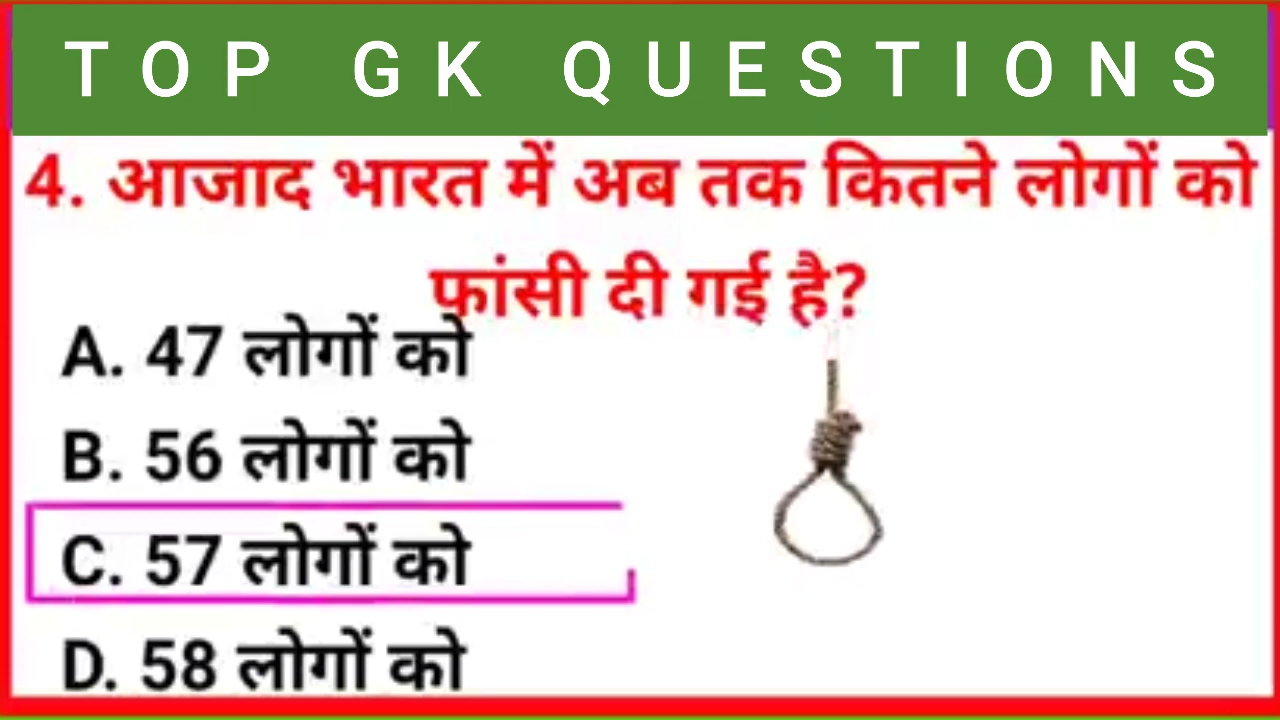 TOP GK QUESTIONS
4. आजाद भारत में अब तक कितने लोगों को
फांसी दी गई है?
A. 47 लोगों को
B. 56 लोगों को
C. 57 लोगों को
D. 58 लोगों को